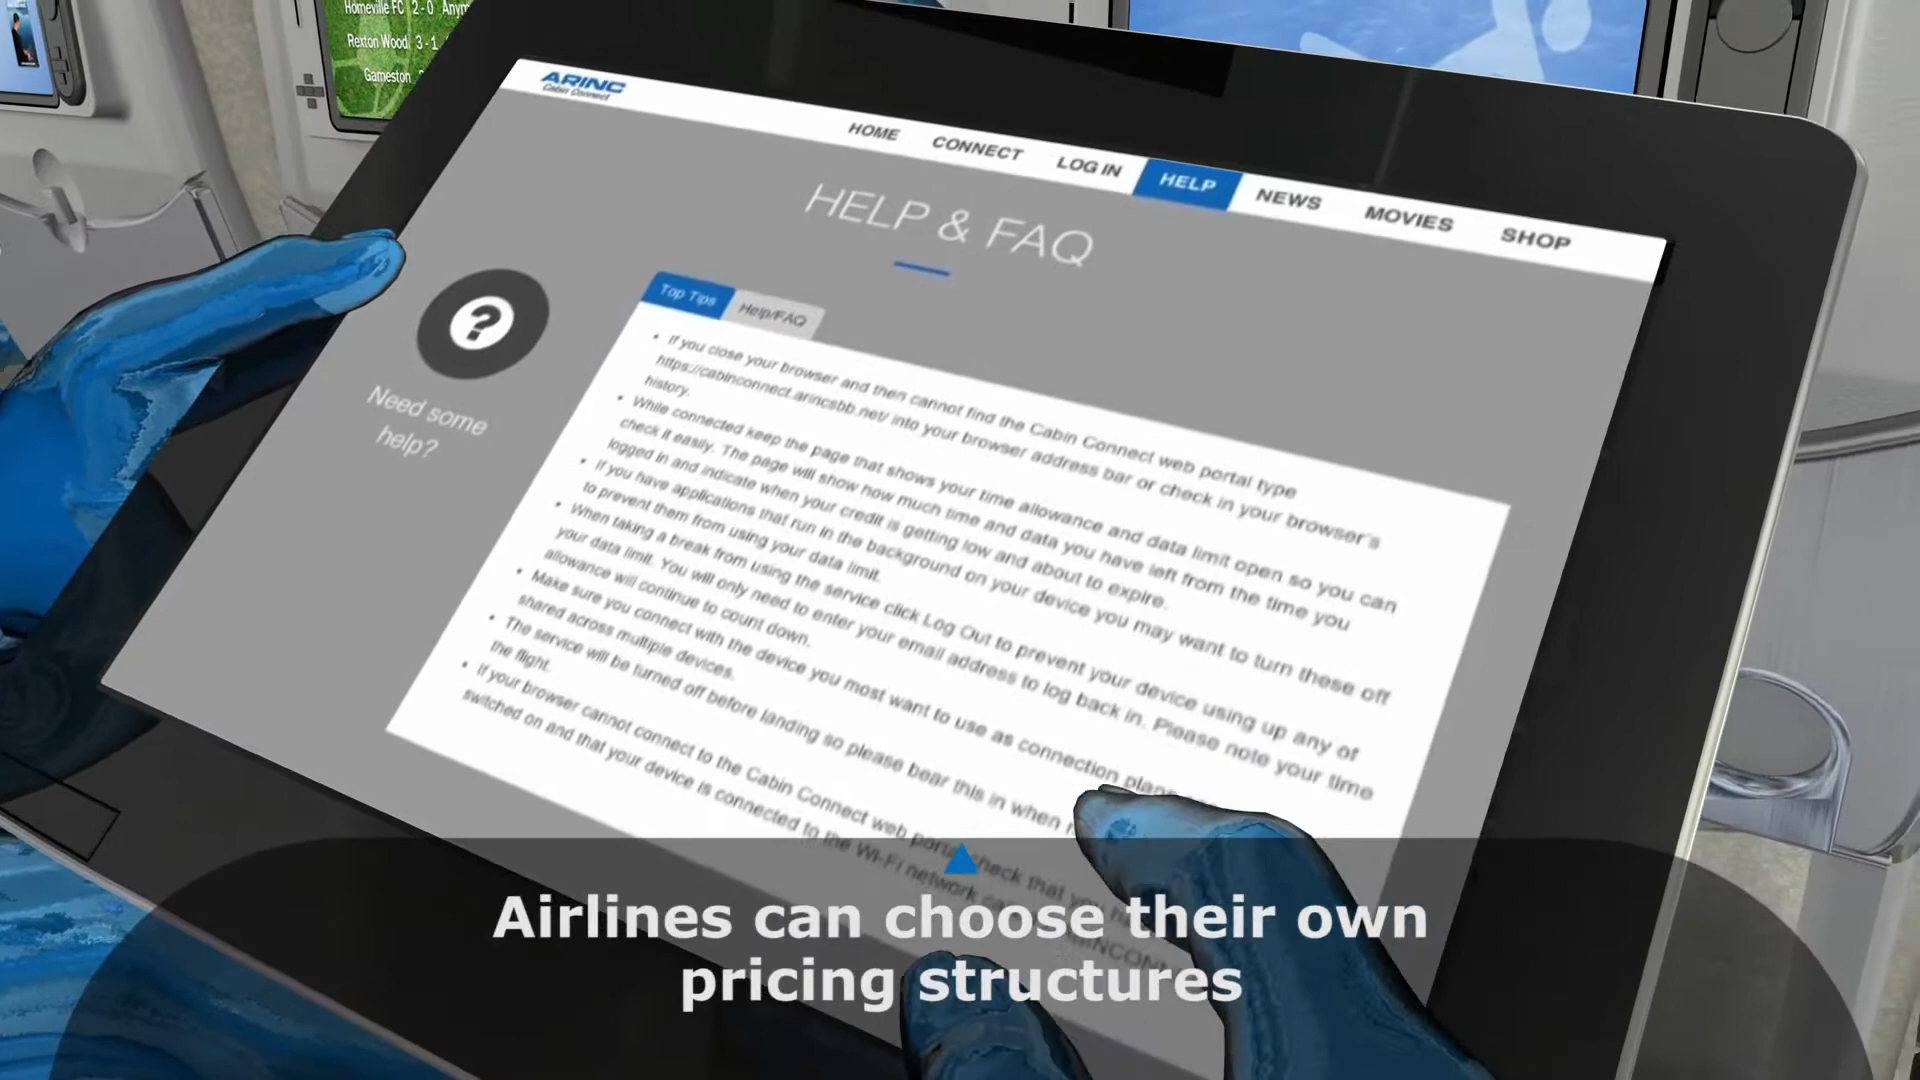 Homeville FC 2 - 0
Rexton Wood 3 - 1
Gameston
ARINC
Cabin Connect
HOME CONNECT LOG IN HELP NEWS MOVIES SHOP
HELP & FAQ
Need some
help?
Top Tips Help/FAQ
• If you close your browser and then cannot find the Cabin Connect web portal type
https://cabinconnect.arincsbb.net/ into your browser address bar or check in your browser's
history.
• While connected keep the page that shows your time allowance and data limit open so you can
check it easily. The page will show how much time and data you have left from the time you
logged in and indicate when your credit is getting low and about to expire.
• If you have applications that run in the background on your device you may want to turn these off
to prevent them from using your data limit.
• When taking a break from using the service click Log Out to prevent your device using up any of
your data limit. You will only need to enter your email address to log back in. Please note your time
allowance will continue to count down.
• Make sure you connect with the device you most want to use as connection plans
shared across multiple devices.
• The service will be turned off before landing so please bear this in when
the flight.
• If your browser cannot connect to the Cabin Connect web portal check that you
switched on and that your device is connected to the Wi-Fi network
Airlines can choose their own
pricing structures